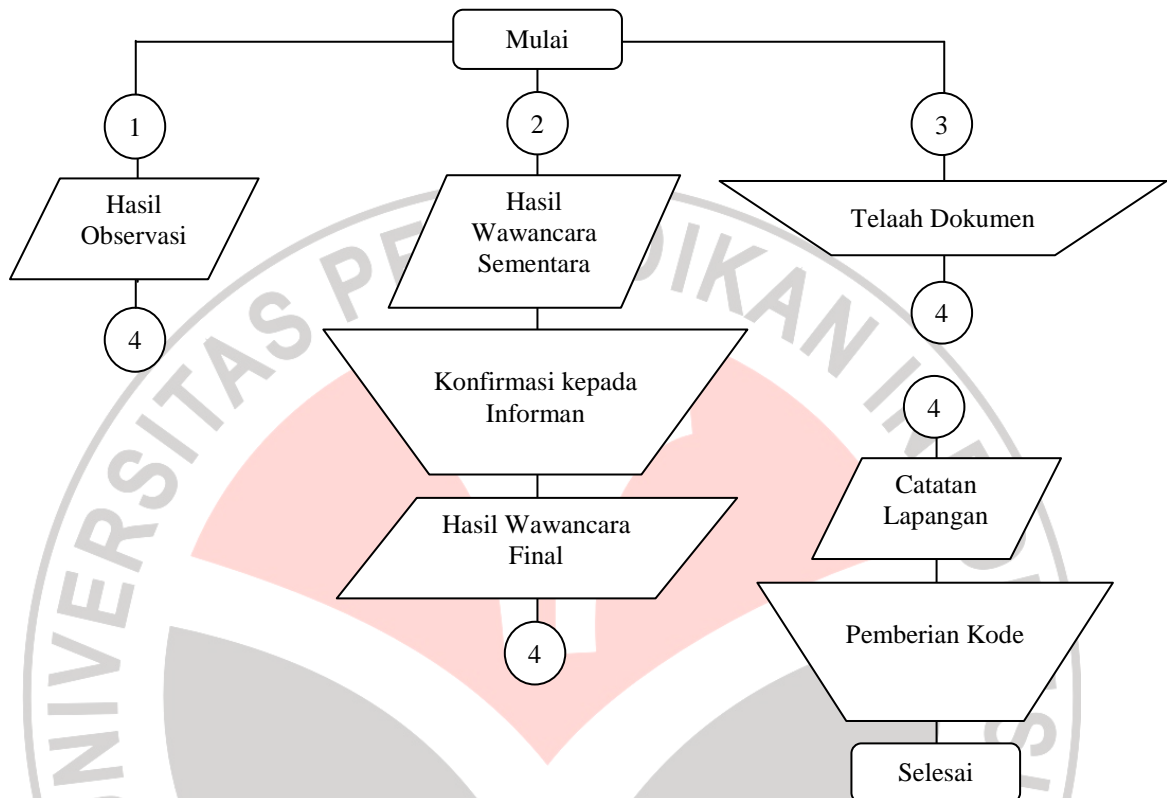 Mulai
1
2
3
Hasil
Observasi
Hasil
Wawancara
Sementara
Telaah Dokumen
4
4
Konfirmasi kepada
Informan
4
Catatan
Lapangan
Hasil Wawancara
Final
4
Pemberian Kode
Selesai